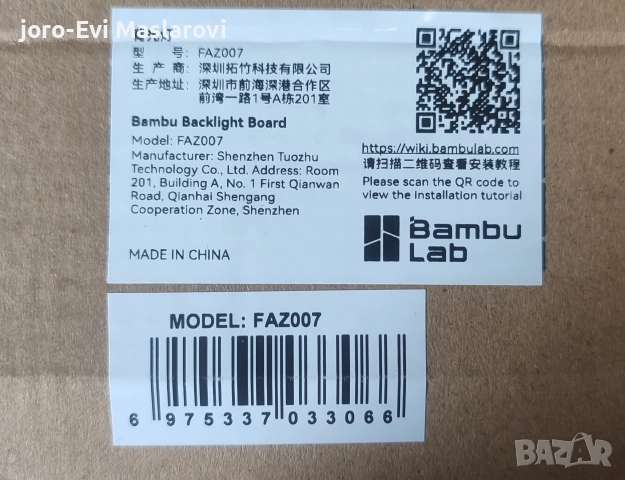 joro-Evi Maslarovi
背光灯
型 号: FAZ007
生 产 商: 深圳拓竹科技有限公司
生产地址: 深圳市前海深港合作区
前湾一路1号A栋201室
Bambu Backlight Board
Model: FAZ007
Manufacturer: Shenzhen Tuozhu
Technology Co., Ltd. Address: Room
201, Building A, No. 1 First Qianwan
Road, Qianhai Shengang
Cooperation Zone, Shenzhen
MADE IN CHINA
https://wiki.bambulab.com
请扫描二维码查看安装教程
Please scan the QR code to
view the installation tutorial
Bambu
Lab
MODEL: FAZ007
6 975337 033066
BAZAR